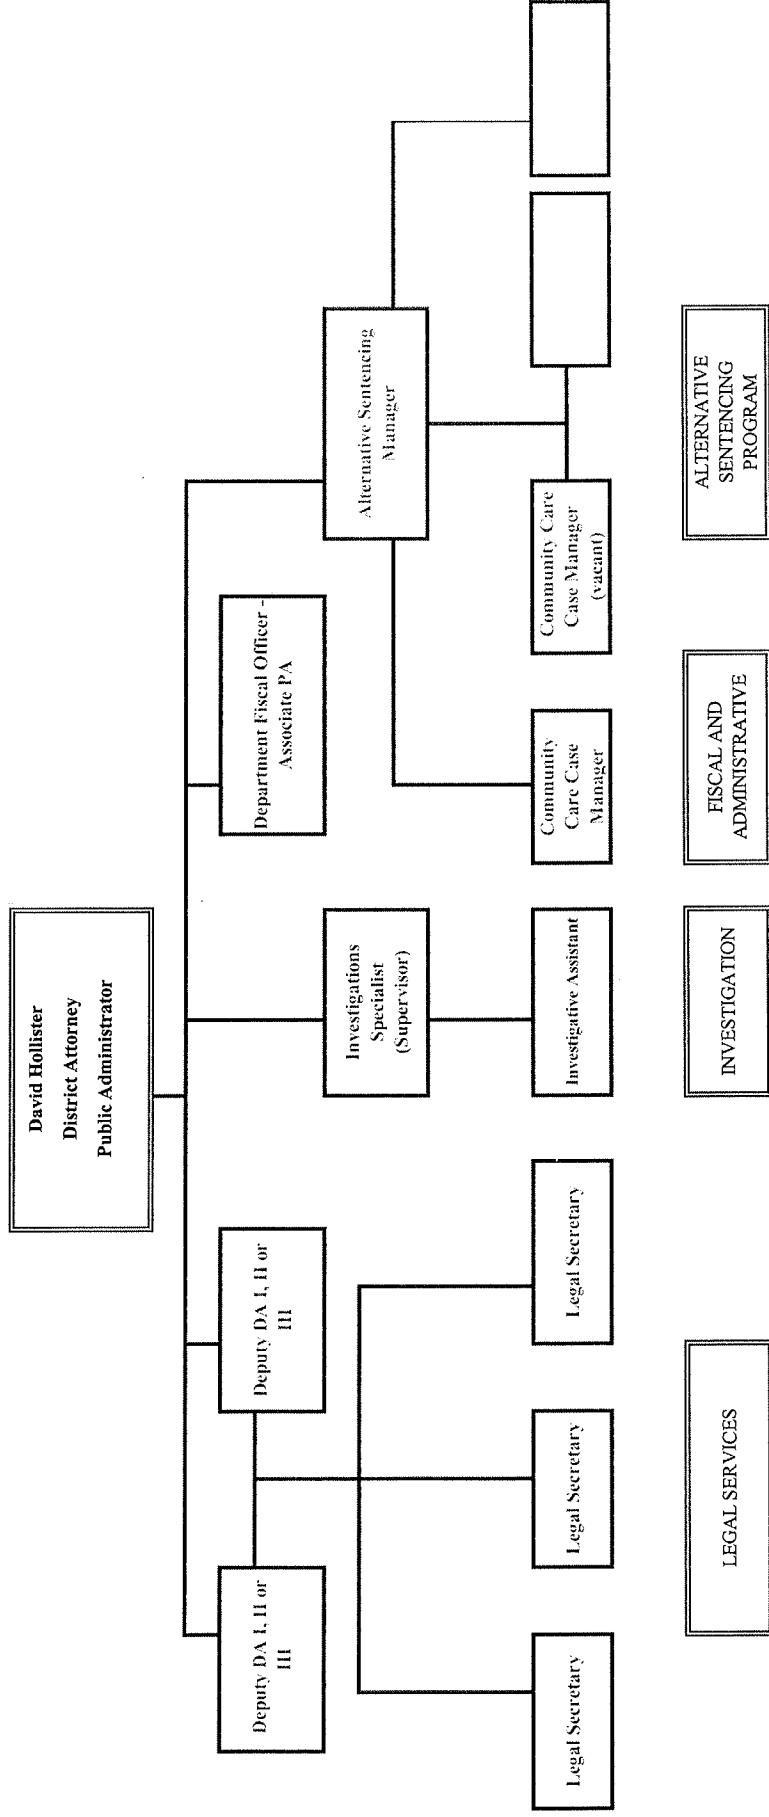 David Hollister
District Attorney
Public Administrator
Deputy DA I, II or
III
Deputy DA I, II or
III
Department Fiscal Officer -
Associate PA
Investigations
Specialist
(Supervisor)
Alternative Sentencing
Manager
Legal Secretary
Legal Secretary
Legal Secretary
Investigative Assistant
Community
Care Case
Manager
Community Care
Case Manager
(vacant)
LEGAL SERVICES
INVESTIGATION
FISCAL AND
ADMINISTRATIVE
ALTERNATIVE
SENTENCING
PROGRAM